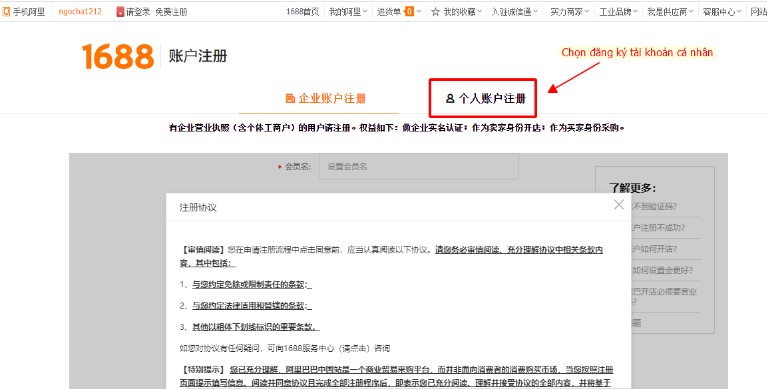 手机阿里 ngocha1212 请登录 免费注册 1688首页 我的阿里 进货单 0 我的收藏 入驻诚信通 实力商家 工业品牌 我是供应商 客服中心 网站
1688 账户注册
Chọn đăng ký tài khoản cá nhân
企业账户注册 个人账户注册
有企业营业执照（含个体工商户）的用户请注册。权益如下：做企业实名认证；作为卖家身份开店；作为买家身份采购。
* 会员名: 设置会员名
了解更多：
不到验证码？
户注册不成功？
户如何开店？
如何设置会更好？
巴开店必须要营业
注册协议
【审慎阅读】您在申请注册流程中点击同意前，应当认真阅读以下协议。请您务必审慎阅读、充分理解协议中相关条款内
容，其中包括：
1、与您约定免除或限制责任的条款；
2、与您约定法律适用和管辖的条款；
3、其他以粗体下划线标识的重要条款。
如您对协议有任何疑问，可向1688服务中心（请点击）咨询
【特别提示】您已充分理解，阿里巴巴中国站是一个商业贸易采购平台，而并非面向消费者的消费购买市场。当您按照注册
页面提示填写信息、阅读并同意协议且完成全部注册程序后，即表示您已充分阅读、理解并接受协议的全部内容，并将基于